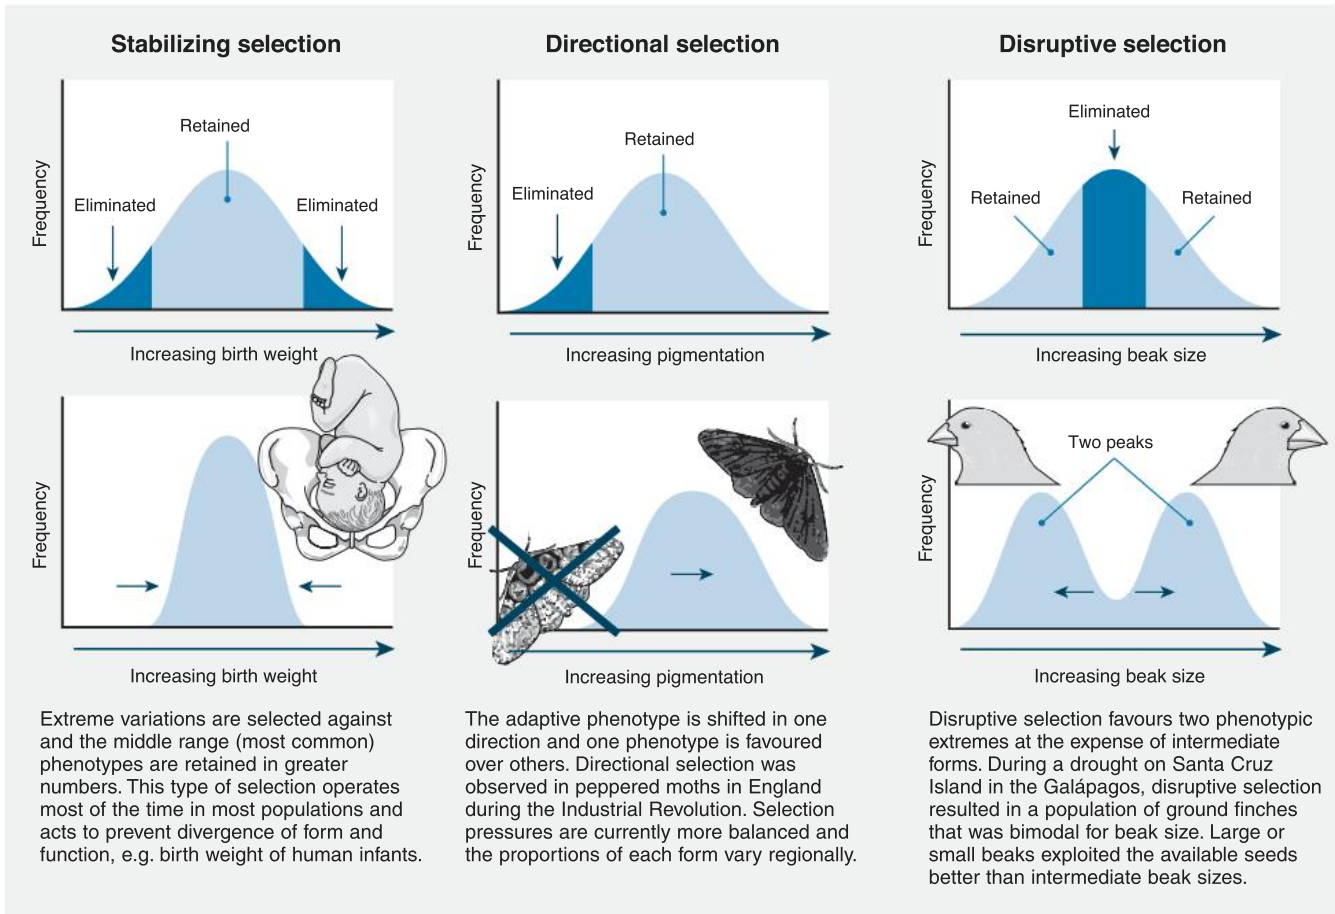 Stabilizing selection
Retained
Eliminated
Eliminated
Frequency
Increasing birth weight
Frequency
Increasing birth weight
Extreme variations are selected against
and the middle range (most common)
phenotypes are retained in greater
numbers. This type of selection operates
most of the time in most populations and
acts to prevent divergence of form and
function, e.g. birth weight of human infants.
Directional selection
Retained
Eliminated
Frequency
Increasing pigmentation
Frequency
Increasing pigmentation
The adaptive phenotype is shifted in one
direction and one phenotype is favoured
over others. Directional selection was
observed in peppered moths in England
during the Industrial Revolution. Selection
pressures are currently more balanced and
the proportions of each form vary regionally.
Disruptive selection
Eliminated
Retained
Retained
Frequency
Increasing beak size
Two peaks
Frequency
Increasing beak size
Disruptive selection favours two phenotypic
extremes at the expense of intermediate
forms. During a drought on Santa Cruz
Island in the Galápagos, disruptive selection
resulted in a population of ground finches
that was bimodal for beak size. Large or
small beaks exploited the available seeds
better than intermediate beak sizes.